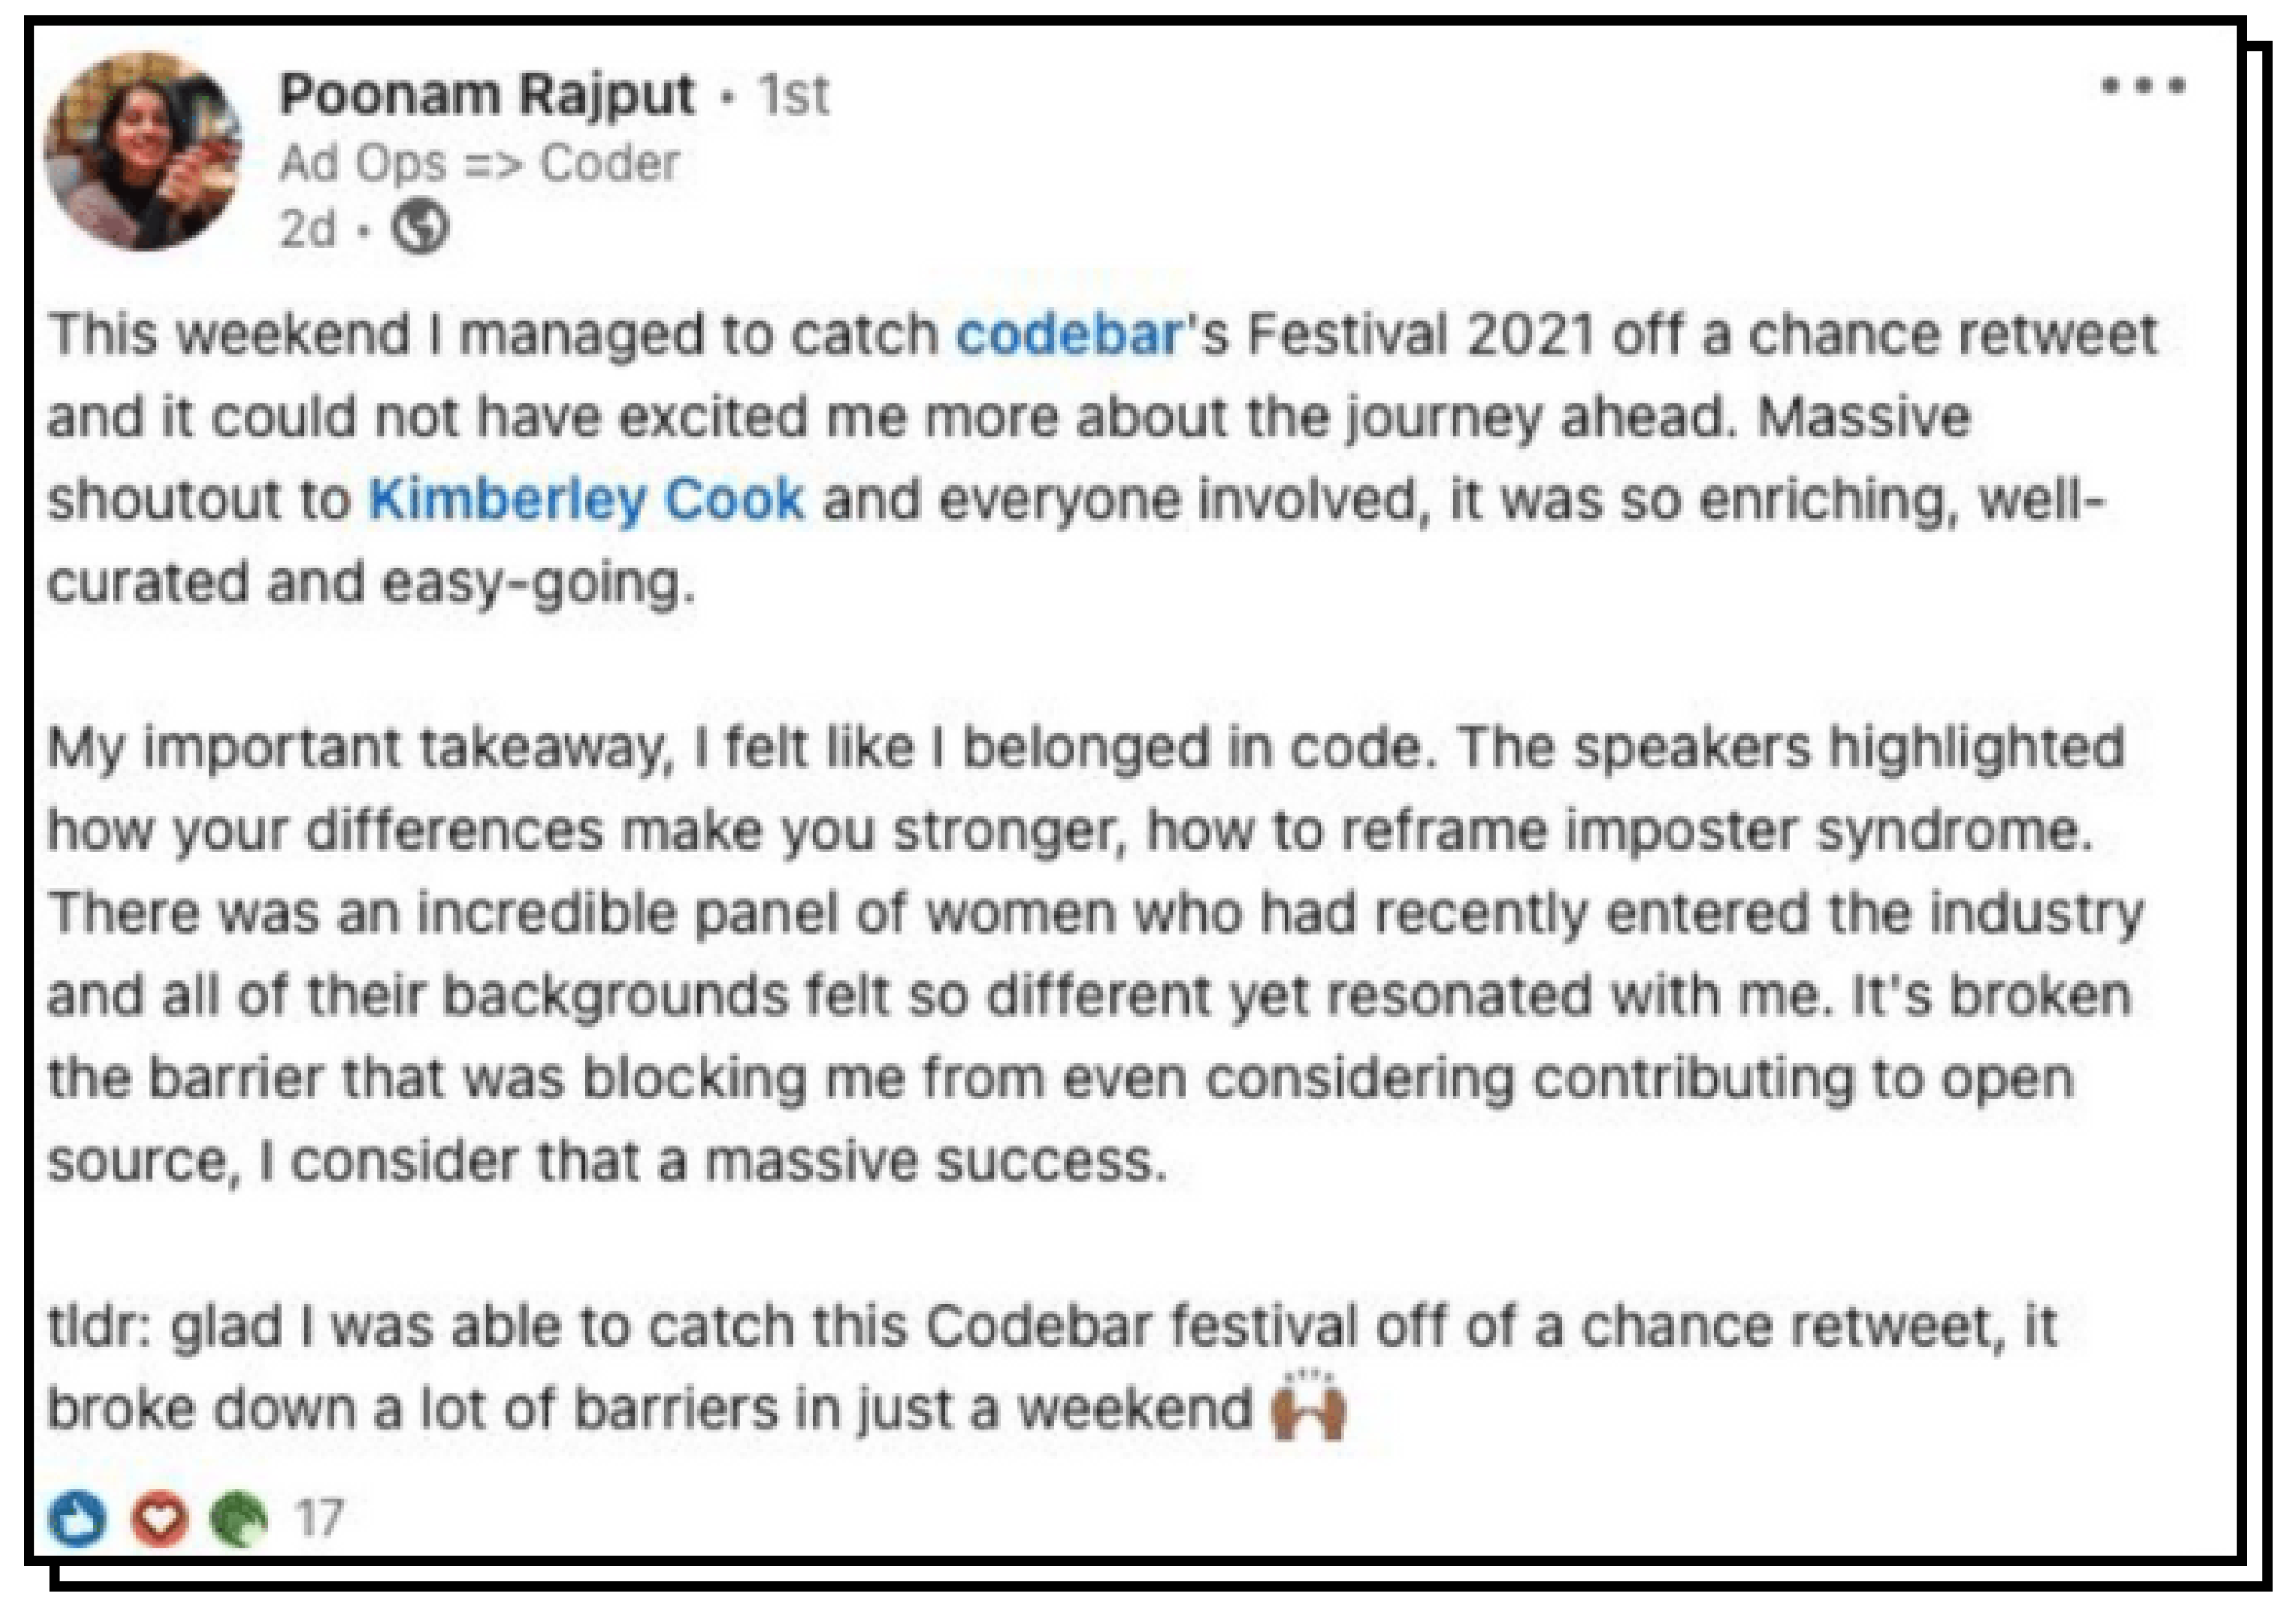 Poonam Rajput • 1st
Ad Ops => Coder
2d •
This weekend I managed to catch codebar's Festival 2021 off a chance retweet
and it could not have excited me more about the journey ahead. Massive
shoutout to Kimberley Cook and everyone involved, it was so enriching, well-
curated and easy-going.
My important takeaway, I felt like I belonged in code. The speakers highlighted
how your differences make you stronger, how to reframe imposter syndrome.
There was an incredible panel of women who had recently entered the industry
and all of their backgrounds felt so different yet resonated with me. It's broken
the barrier that was blocking me from even considering contributing to open
source, I consider that a massive success.
tldr: glad I was able to catch this Codebar festival off of a chance retweet, it
broke down a lot of barriers in just a weekend 🙌🏾
17